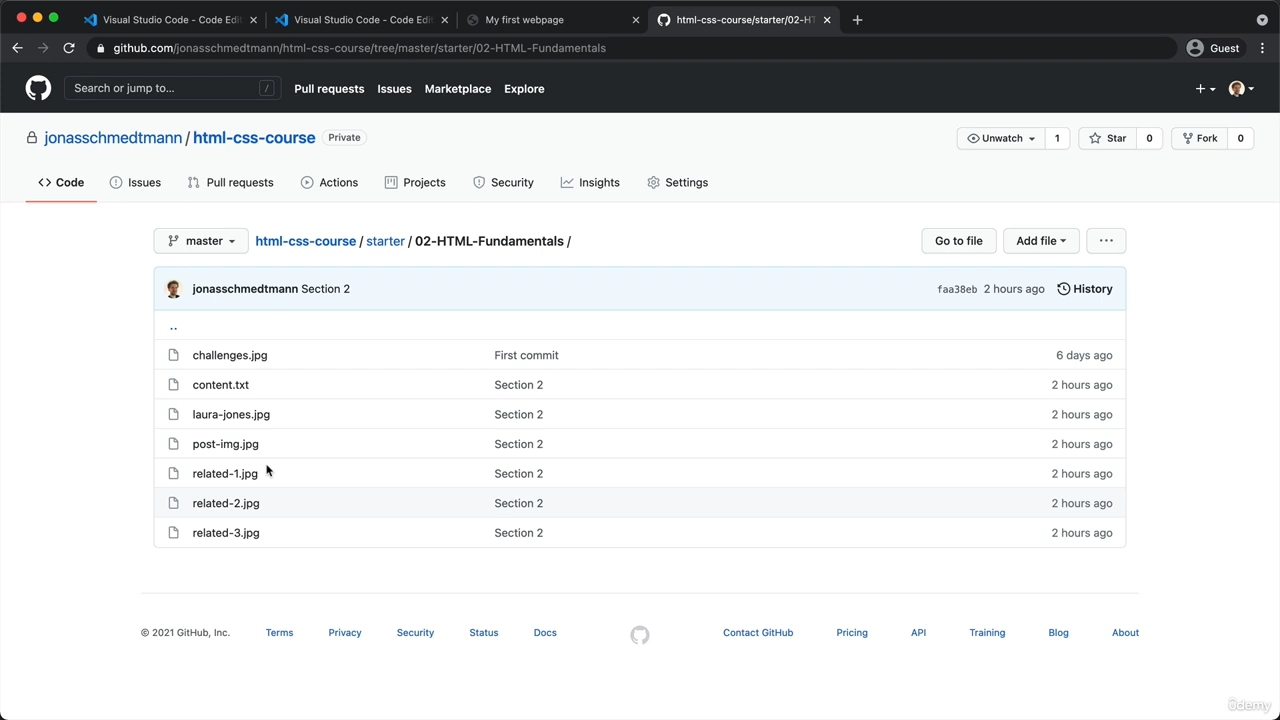 Visual Studio Code - Code Edit
Visual Studio Code - Code Edit
My first webpage
html-css-course/starter/02-HT
github.com/jonasschmedtmann/html-css-course/tree/master/starter/02-HTML-Fundamentals
Guest
Search or jump to...
/
Pull requests
Issues
Marketplace
Explore
jonasschmedtmann / html-css-course
Private
Unwatch
1
Star
0
Fork
0
Code
Issues
Pull requests
Actions
Projects
Security
Insights
Settings
master
html-css-course / starter / 02-HTML-Fundamentals /
Go to file
Add file
jonasschmedtmann Section 2
faa38eb 2 hours ago
History
..
challenges.jpg First commit 6 days ago
content.txt Section 2 2 hours ago
laura-jones.jpg Section 2 2 hours ago
post-img.jpg Section 2 2 hours ago
related-1.jpg Section 2 2 hours ago
related-2.jpg Section 2 2 hours ago
related-3.jpg Section 2 2 hours ago
© 2021 GitHub, Inc. Terms Privacy Security Status Docs Contact GitHub Pricing API Training Blog About
ûdemy